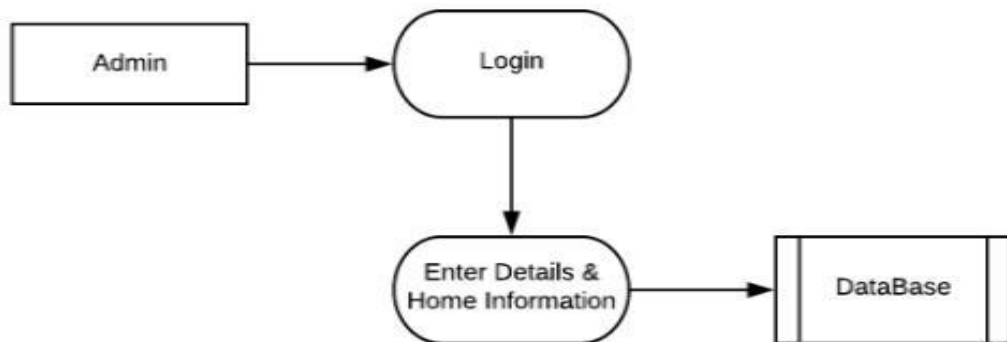 Admin
Login
Enter Details &
Home Information
DataBase